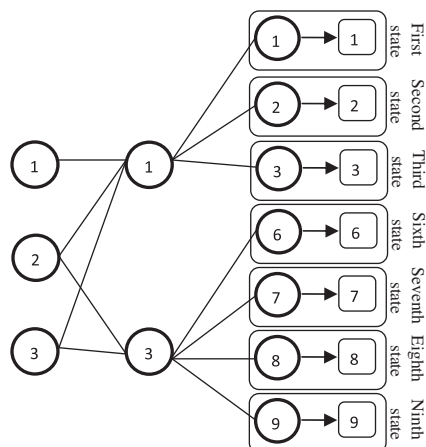 1 1 First state
2 2 Second state
1 1 3 3 Third state
2 6 6 Sixth state
7 7 Seventh state
3 3 8 8 Eighth state
9 9 Ninth state